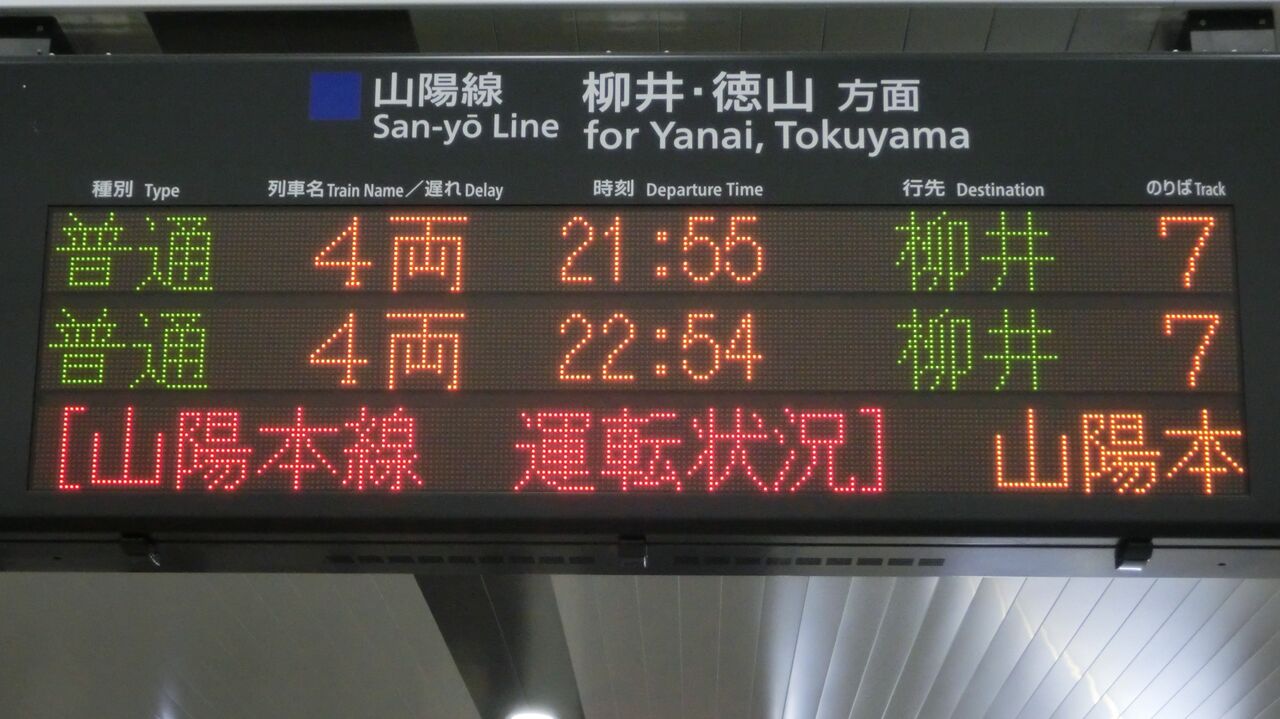 山陽線 柳井・徳山 方面
San-yō Line for Yanai, Tokuyama
種別 Type 列車名 Train Name/遅れ Delay 時刻 Departure Time 行先 Destination のりば Track
普通 4両 21:55 柳井 7
普通 4両 22:54 柳井 7
[山陽本線 運転状況] 山陽本